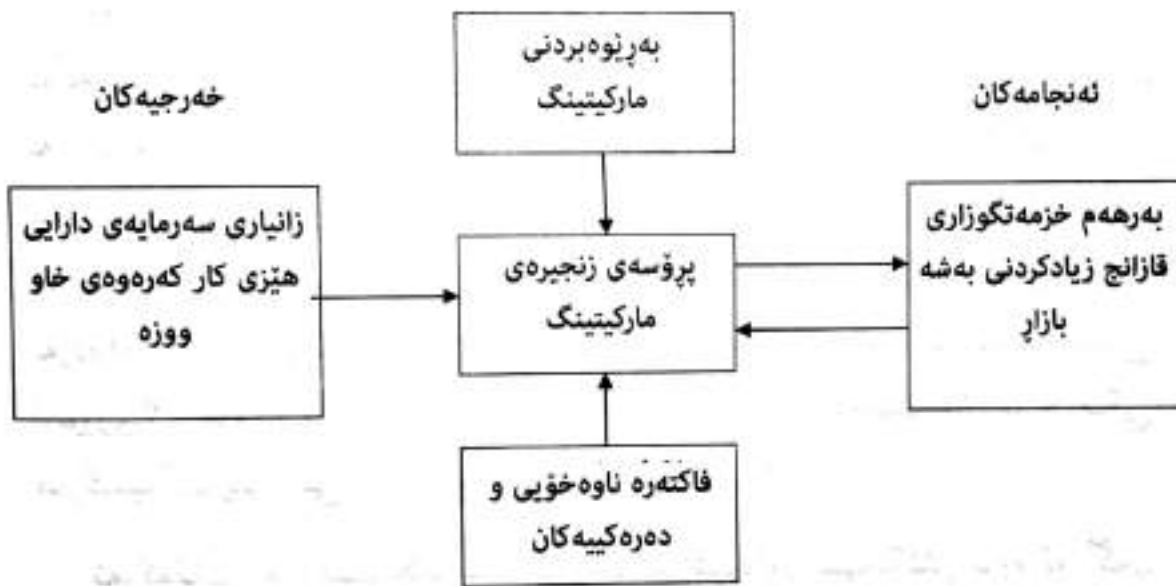 بەڕێوەبردنی
مارکیتینگ
ئەنجامەکان
خەرجیەکان
بەرهەم خزمەتگوزاری
قازانج زیادکردنی بەشە
بازاڕ
پڕۆسەی زنجیرەی
مارکیتینگ
زانیاری سەرمایەی دارایی
هێزی کار کەرەوەی خاو
ووزە
فاکتەرە ناوەخۆیی و
دەرەکییەکان